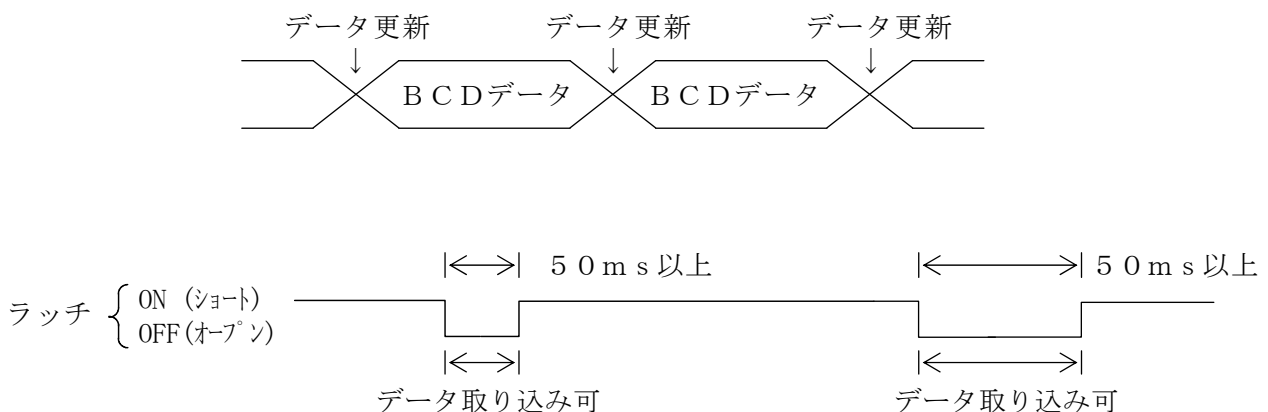 データ更新 データ更新 データ更新
↓ ↓ ↓
ＢＣＤデータ ＢＣＤデータ
５０ｍｓ以上 ５０ｍｓ以上
ラッチ
ON (ｼｮｰﾄ)
OFF(ｵｰﾌﾟﾝ)
データ取り込み可 データ取り込み可